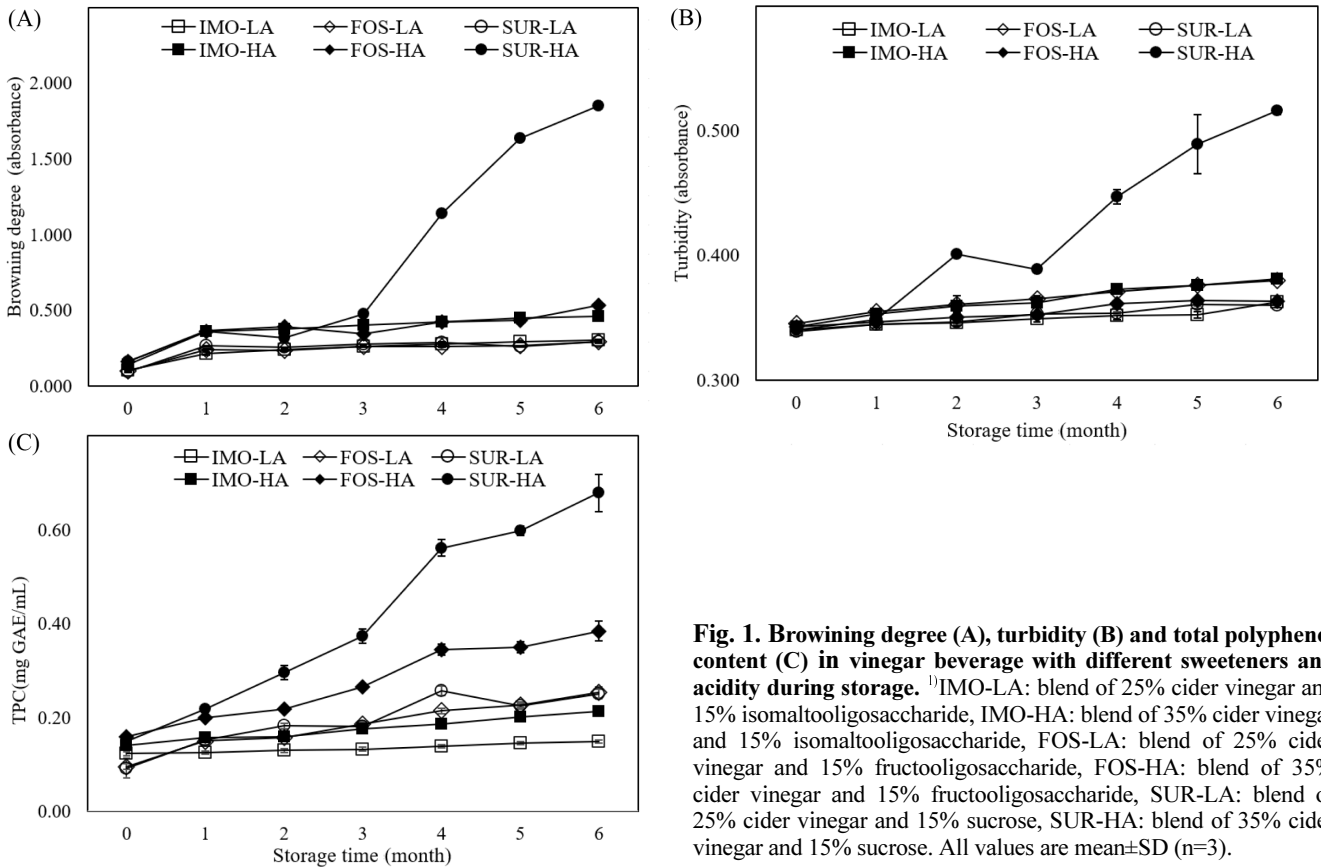 (A)
IMO-LA FOS-LA SUR-LA
IMO-HA FOS-HA SUR-HA
Browning degree (absorbance)
2.000
1.500
1.000
0.500
0.000
0 1 2 3 4 5 6
(B)
IMO-LA FOS-LA SUR-LA
IMO-HA FOS-HA SUR-HA
Turbidity (absorbance)
0.500
0.400
0.300
0 1 2 3 4 5 6
Storage time (month)
(C)
IMO-LA FOS-LA SUR-LA
IMO-HA FOS-HA SUR-HA
TPC(mg GAE/mL)
0.60
0.40
0.20
0.00
0 1 2 3 4 5 6
Storage time (month)
Fig. 1. Browining degree (A), turbidity (B) and total polypheno
content (C) in vinegar beverage with different sweeteners an
acidity during storage. 1)IMO-LA: blend of 25% cider vinegar an
15% isomaltooligosaccharide, IMO-HA: blend of 35% cider vinega
and 15% isomaltooligosaccharide, FOS-LA: blend of 25% cide
vinegar and 15% fructooligosaccharide, FOS-HA: blend of 35%
cider vinegar and 15% fructooligosaccharide, SUR-LA: blend o
25% cider vinegar and 15% sucrose, SUR-HA: blend of 35% cide
vinegar and 15% sucrose. All values are mean±SD (n=3).